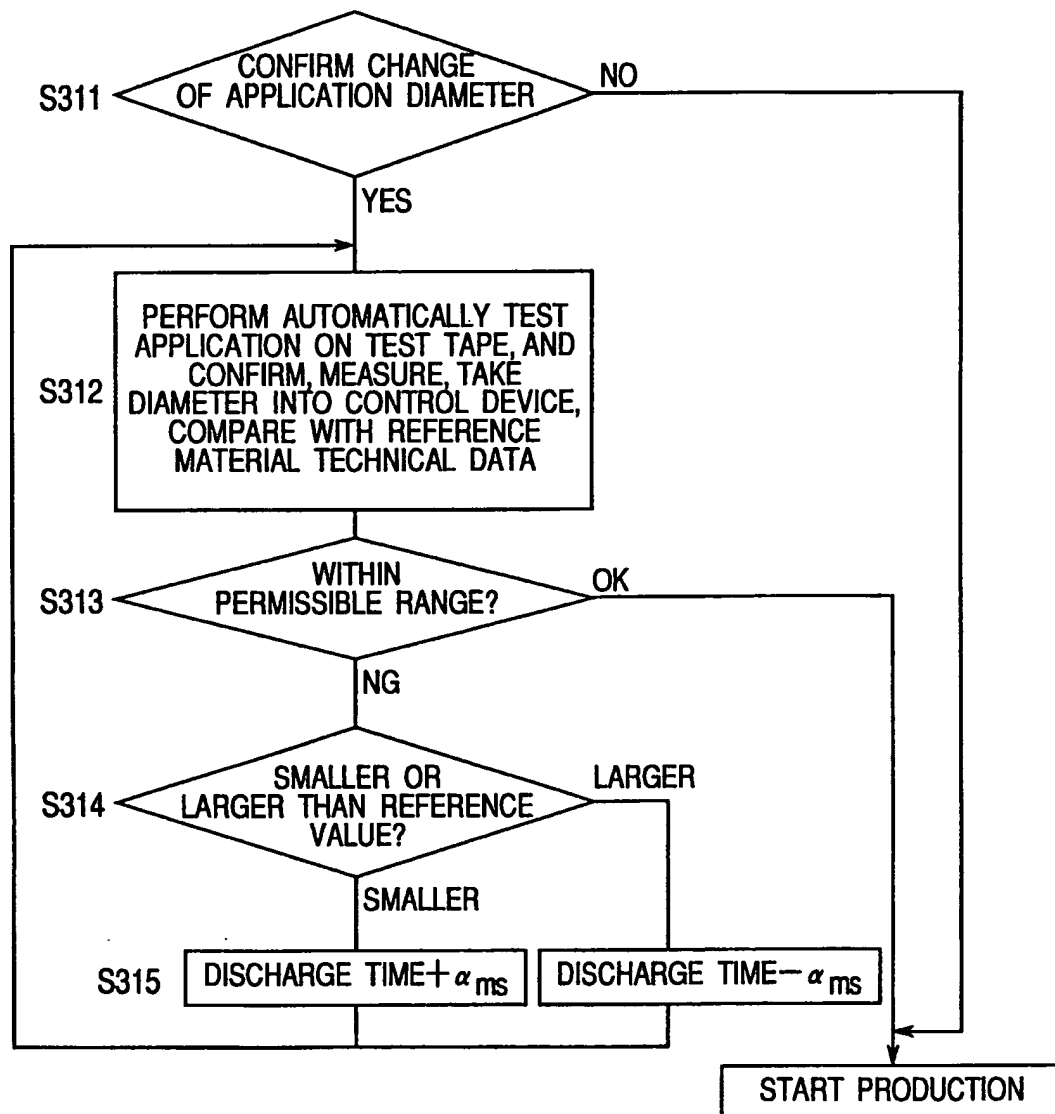 CONFIRM CHANGE
OF APPLICATION DIAMETER
NO
S311
YES
PERFORM AUTOMATICALLY TEST
APPLICATION ON TEST TAPE, AND
CONFIRM, MEASURE, TAKE
DIAMETER INTO CONTROL DEVICE,
COMPARE WITH REFERENCE
MATERIAL TECHNICAL DATA
S312
WITHIN
PERMISSIBLE RANGE?
OK
S313
NG
SMALLER OR
LARGER THAN REFERENCE
VALUE?
LARGER
S314
SMALLER
S315
DISCHARGE TIME+ α ms
DISCHARGE TIME− α ms
START PRODUCTION